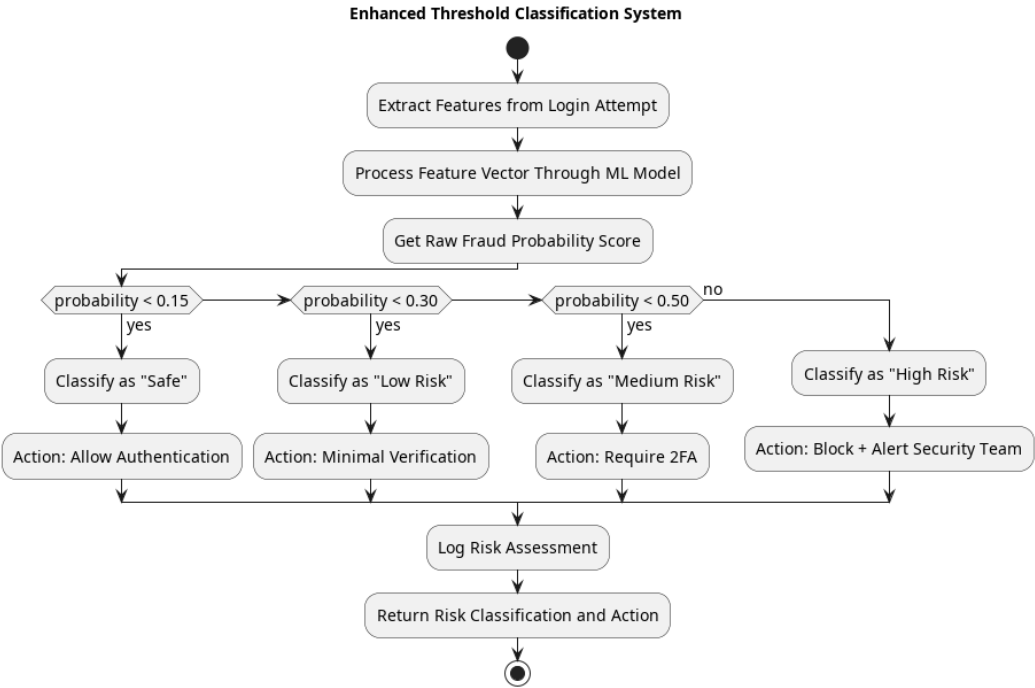 Enhanced Threshold Classification System
Extract Features from Login Attempt
Process Feature Vector Through ML Model
Get Raw Fraud Probability Score
probability < 0.15
probability < 0.30
probability < 0.50
no
yes
yes
yes
Classify as "Safe"
Classify as "Low Risk"
Classify as "Medium Risk"
Classify as "High Risk"
Action: Allow Authentication
Action: Minimal Verification
Action: Require 2FA
Action: Block + Alert Security Team
Log Risk Assessment
Return Risk Classification and Action